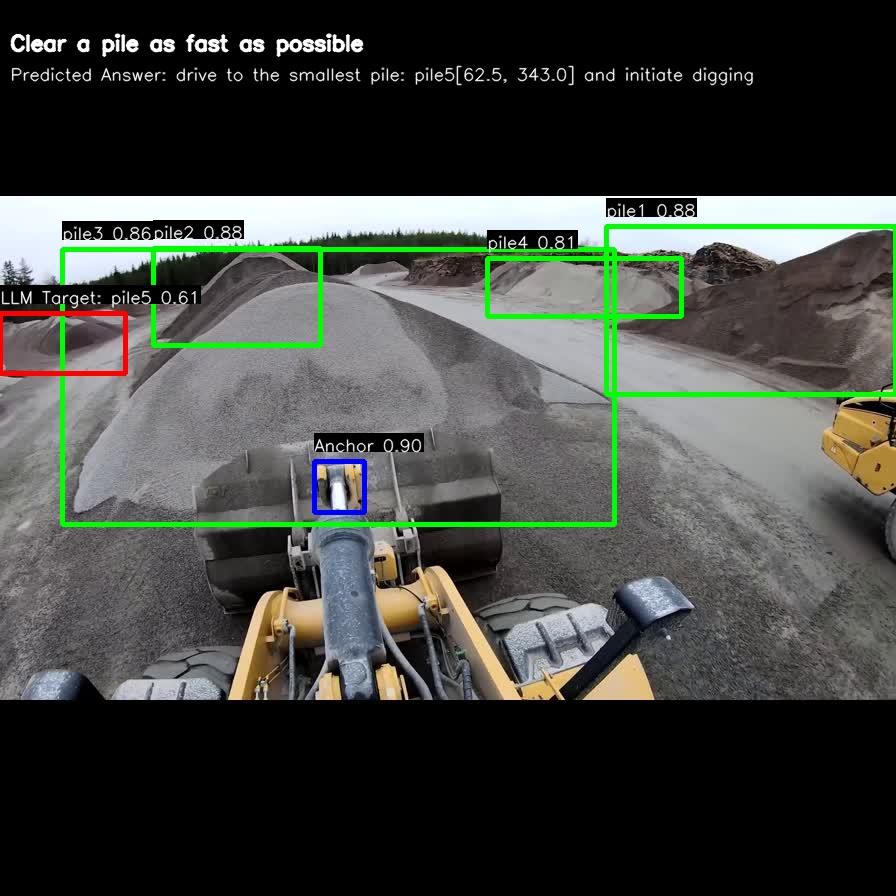 Clear a pile as fast as possible
Predicted Answer: drive to the smallest pile: pile5[62.5, 343.0] and initiate digging
pile1 0.88
pile3 0.86
pile2 0.88
pile4 0.81
LLM Target: pile5 0.61
Anchor 0.90